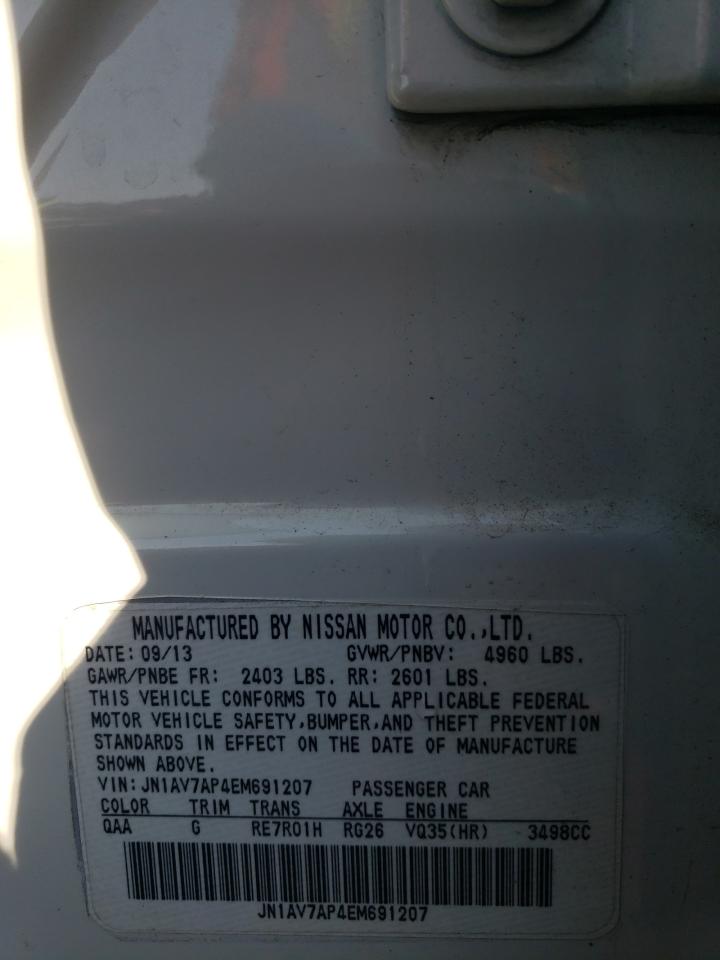 MANUFACTURED BY NISSAN MOTOR CO.,LTD.
DATE: 09/13 GVWR/PNBV: 4960 LBS.
GAWR/PNBE FR: 2403 LBS. RR: 2601 LBS.
THIS VEHICLE CONFORMS TO ALL APPLICABLE FEDERAL
MOTOR VEHICLE SAFETY,BUMPER,AND THEFT PREVENTION
STANDARDS IN EFFECT ON THE DATE OF MANUFACTURE
SHOWN ABOVE.
VIN: JN1AV7AP4EM691207 PASSENGER CAR
COLOR TRIM TRANS AXLE ENGINE
QAA G RE7R01H RG26 VQ35(HR) 3498CC
JN1AV7AP4EM691207